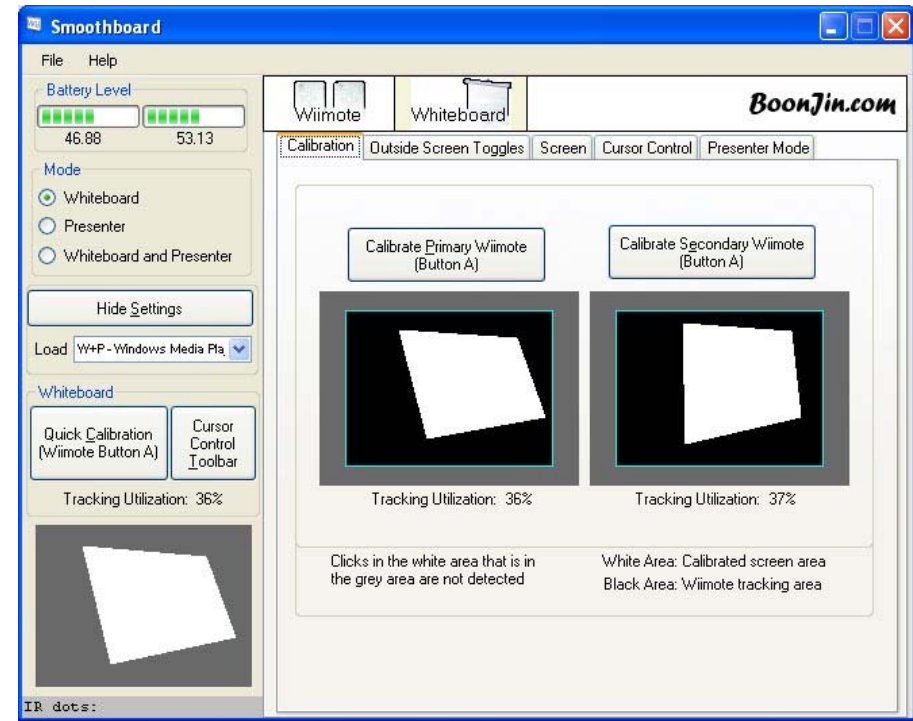 Smoothboard
File Help
Battery Level
46.88 53.13
Mode
Whiteboard
Presenter
Whiteboard and Presenter
Hide Settings
Load W+P - Windows Media Pla
Whiteboard
Quick Calibration
(Wiimote Button A)
Cursor
Control
Toolbar
Tracking Utilization: 36%
IR dots:
Wiimote Whiteboard
BoonJin.com
Calibration Outside Screen Toggles Screen Cursor Control Presenter Mode
Calibrate Primary Wiimote
(Button A)
Calibrate Secondary Wiimote
(Button A)
Tracking Utilization: 36%
Tracking Utilization: 37%
Clicks in the white area that is in
the grey area are not detected
White Area: Calibrated screen area
Black Area: Wiimote tracking area